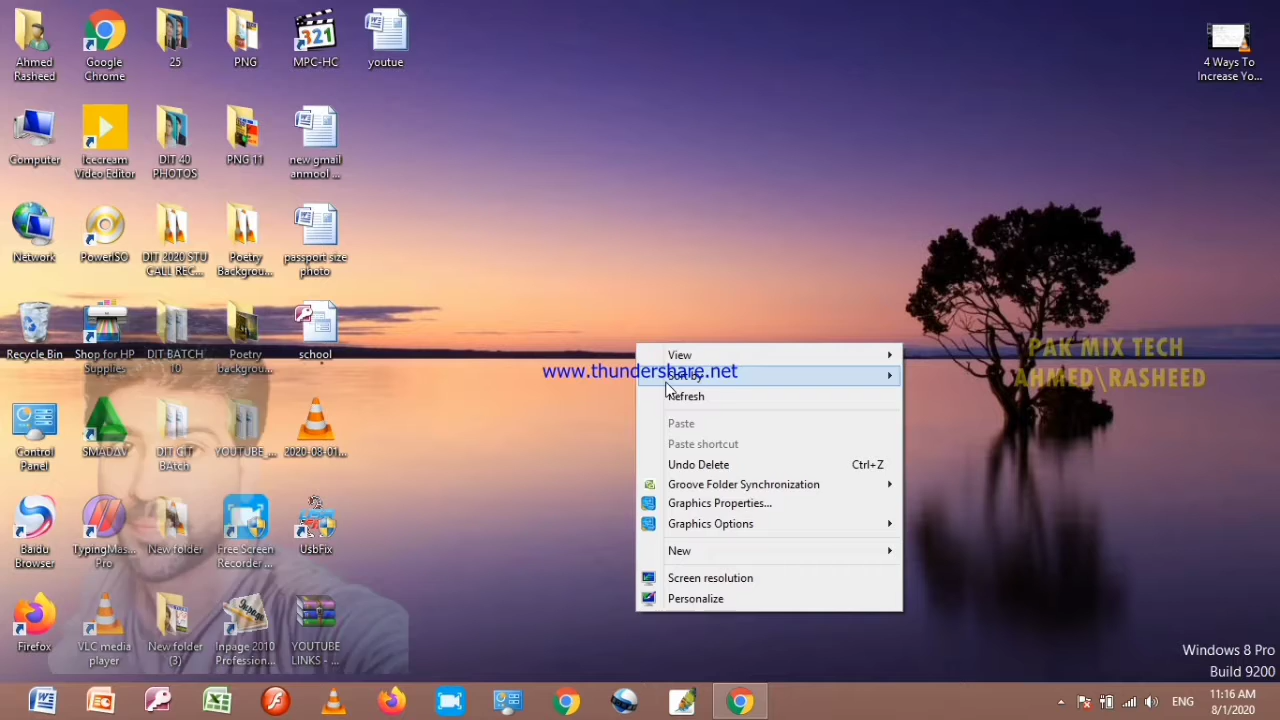 Ahmed
Rasheed
Google
Chrome
25
PNG
321
MPC-HC
youtue
4 Ways To
Increase Yo...
Computer
Icecream
Video Editor
DIT 40
PHOTOS
PNG 11
new gmail
anmool ...
Network
PowerISO
DIT 2020 STU
CALL REC...
Poetry
Backgrou...
passport size
photo
Recycle Bin
Shop for HP
Supplies
DIT BATCH
10
Poetry
Backgrou...
school
Control
Panel
SMADAV
DIT CIT
BAtch
YOUTUBE_...
2020-08-01...
Baidu
Browser
TypingMas...
Pro
New folder
Free Screen
Recorder ...
UsbFix
Firefox
VLC media
player
New folder
(3)
Inpage 2010
Profession...
YOUTUBE
LINKS - ...
www.thundershare.net
View
Sort by
Refresh
Paste
Paste shortcut
Undo Delete Ctrl+Z
Groove Folder Synchronization
Graphics Properties...
Graphics Options
New
Screen resolution
Personalize
PAK MIX TECH
AHMED\RASHEED
Windows 8 Pro
Build 9200
ENG
11:16 AM
8/1/2020